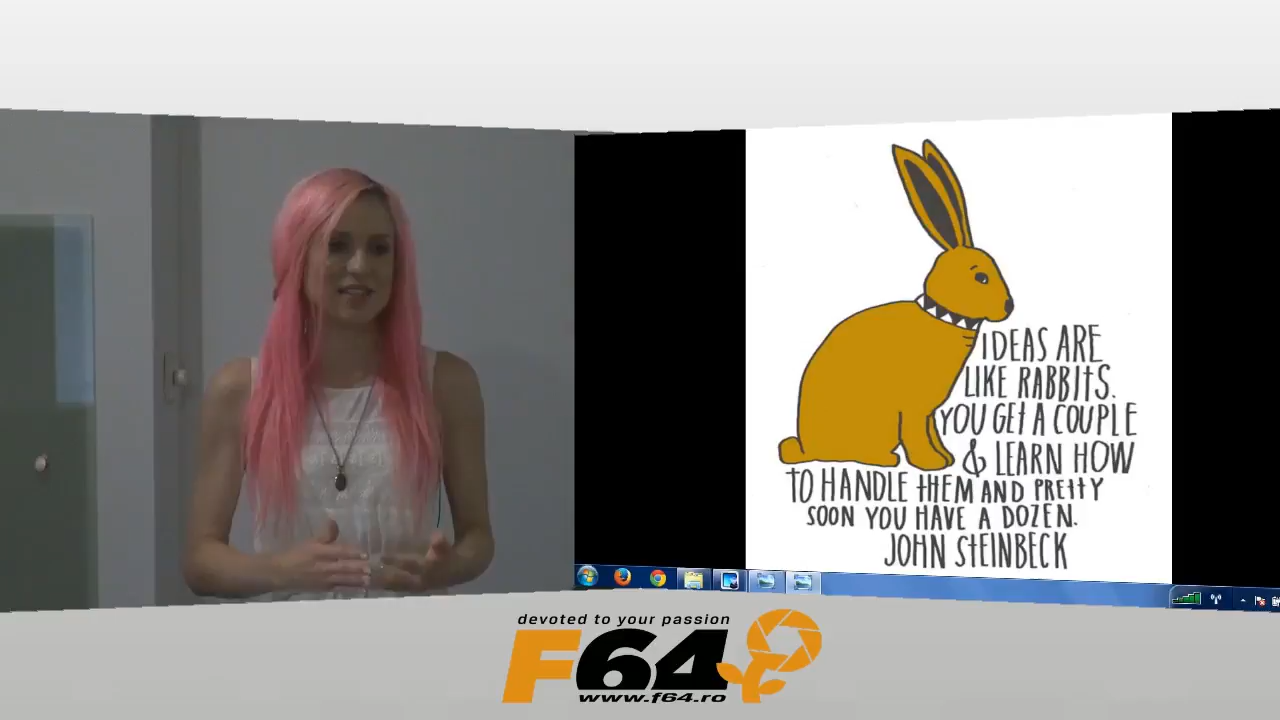 IDEAS ARE
LIKE RABBITS.
YOU GET A COUPLE
& LEARN HOW
TO HANDLE THEM AND PRETTY
SOON YOU HAVE A DOZEN.
JOHN STEINBECK
devoted to your passion
F64
www.f64.ro